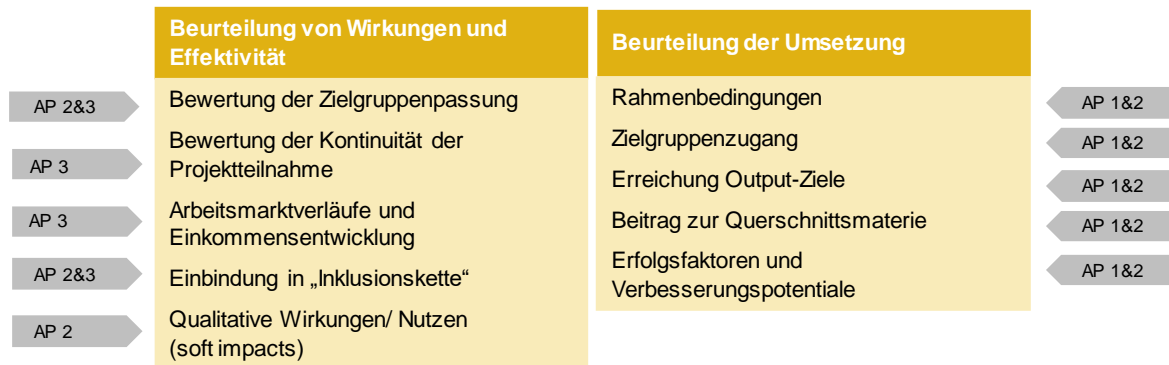 Beurteilung von Wirkungen und
Effektivität
AP 2&3
Bewertung der Zielgruppenpassung
AP 3
Bewertung der Kontinuität der
Projektteilnahme
AP 3
Arbeitsmarktverläufe und
Einkommensentwicklung
AP 2&3
Einbindung in „Inklusionskette“
AP 2
Qualitative Wirkungen/ Nutzen
(soft impacts)
Beurteilung der Umsetzung
Rahmenbedingungen
AP 1&2
Zielgruppenzugang
AP 1&2
Erreichung Output-Ziele
AP 1&2
Beitrag zur Querschnittsmaterie
AP 1&2
Erfolgsfaktoren und
Verbesserungspotentiale
AP 1&2